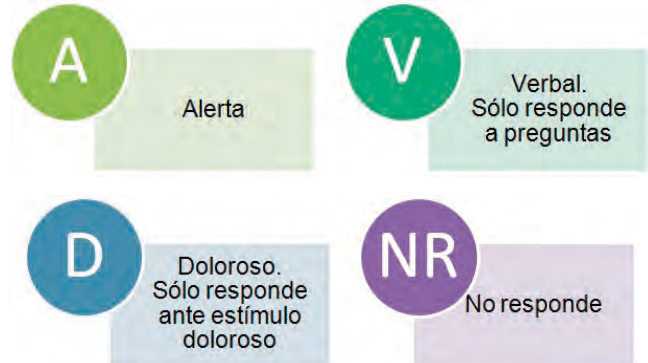 A
Alerta
V
Verbal.
Sólo responde
a preguntas
D
Doloroso.
Sólo responde
ante estímulo
doloroso
NR
No responde